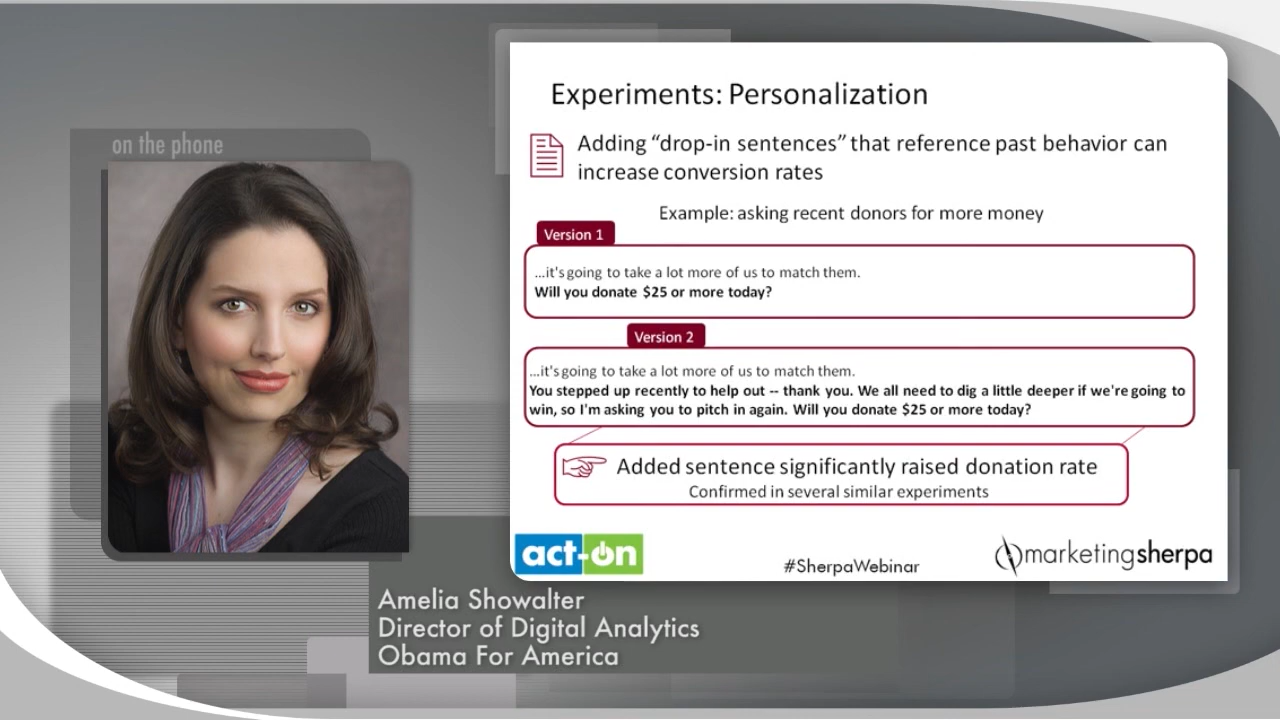 on the phone
Experiments: Personalization
Adding “drop-in sentences” that reference past behavior can
increase conversion rates
Example: asking recent donors for more money
Version 1
...it's going to take a lot more of us to match them.
Will you donate $25 or more today?
Version 2
...it's going to take a lot more of us to match them.
You stepped up recently to help out -- thank you. We all need to dig a little deeper if we're going to
win, so I'm asking you to pitch in again. Will you donate $25 or more today?
Added sentence significantly raised donation rate
Confirmed in several similar experiments
act-on
#SherpaWebinar
marketingsherpa
Amelia Showalter
Director of Digital Analytics
Obama For America